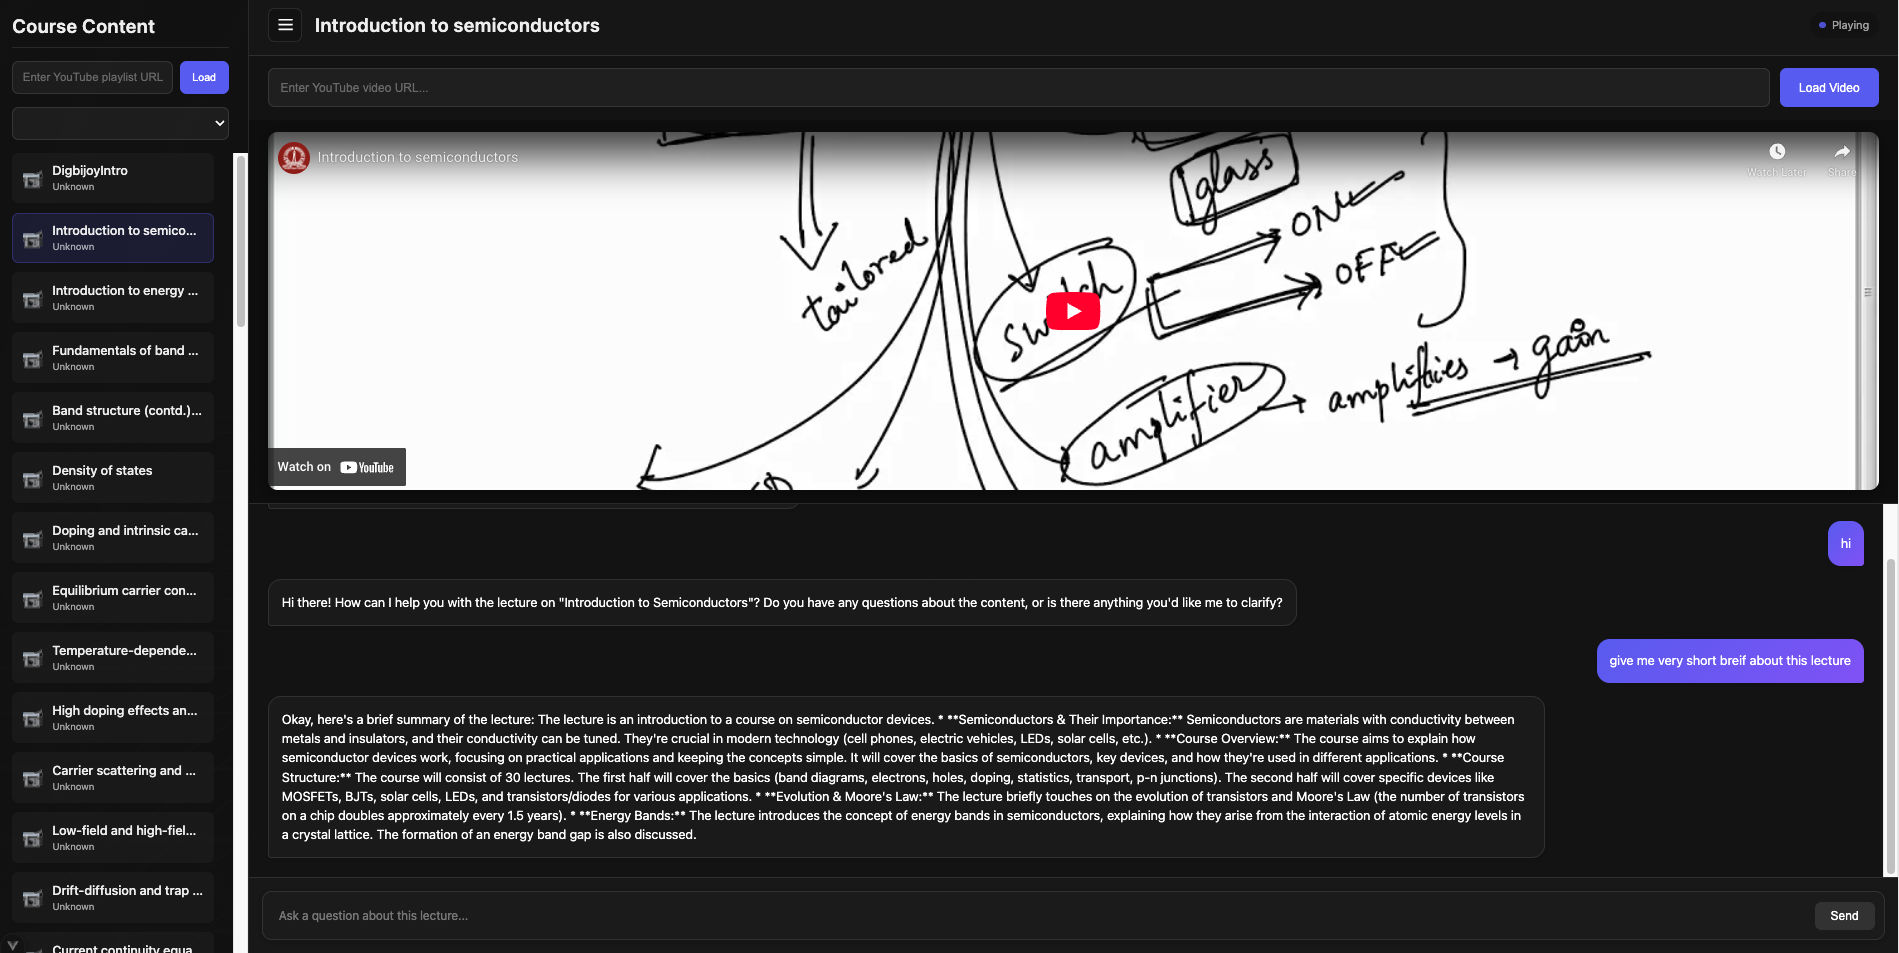 Course Content
Enter YouTube playlist URL
Load
DigbijoyIntro
Unknown
Introduction to semico...
Unknown
Introduction to energy ...
Unknown
Fundamentals of band ...
Unknown
Band structure (contd.)...
Unknown
Density of states
Unknown
Doping and intrinsic ca...
Unknown
Equilibrium carrier con...
Unknown
Temperature-depende...
Unknown
High doping effects an...
Unknown
Carrier scattering and ...
Unknown
Low-field and high-fiel...
Unknown
Drift-diffusion and trap ...
Unknown
Current continuity equa
Introduction to semiconductors
Playing
Enter YouTube video URL...
Load Video
Introduction to semiconductors
Watch Later
Share
glass
ON
OFF
tailored
switch
amplifier
amplifies → gain
Watch on YouTube
hi
Hi there! How can I help you with the lecture on "Introduction to Semiconductors"? Do you have any questions about the content, or is there anything you'd like me to clarify?
give me very short breif about this lecture
Okay, here's a brief summary of the lecture: The lecture is an introduction to a course on semiconductor devices. * **Semiconductors & Their Importance:** Semiconductors are materials with conductivity between
metals and insulators, and their conductivity can be tuned. They're crucial in modern technology (cell phones, electric vehicles, LEDs, solar cells, etc.). * **Course Overview:** The course aims to explain how
semiconductor devices work, focusing on practical applications and keeping the concepts simple. It will cover the basics of semiconductors, key devices, and how they're used in different applications. * **Course
Structure:** The course will consist of 30 lectures. The first half will cover the basics (band diagrams, electrons, holes, doping, statistics, transport, p-n junctions). The second half will cover specific devices like
MOSFETs, BJTs, solar cells, LEDs, and transistors/diodes for various applications. * **Evolution & Moore's Law:** The lecture briefly touches on the evolution of transistors and Moore's Law (the number of transistors
on a chip doubles approximately every 1.5 years). * **Energy Bands:** The lecture introduces the concept of energy bands in semiconductors, explaining how they arise from the interaction of atomic energy levels in
a crystal lattice. The formation of an energy band gap is also discussed.
Ask a question about this lecture...
Send